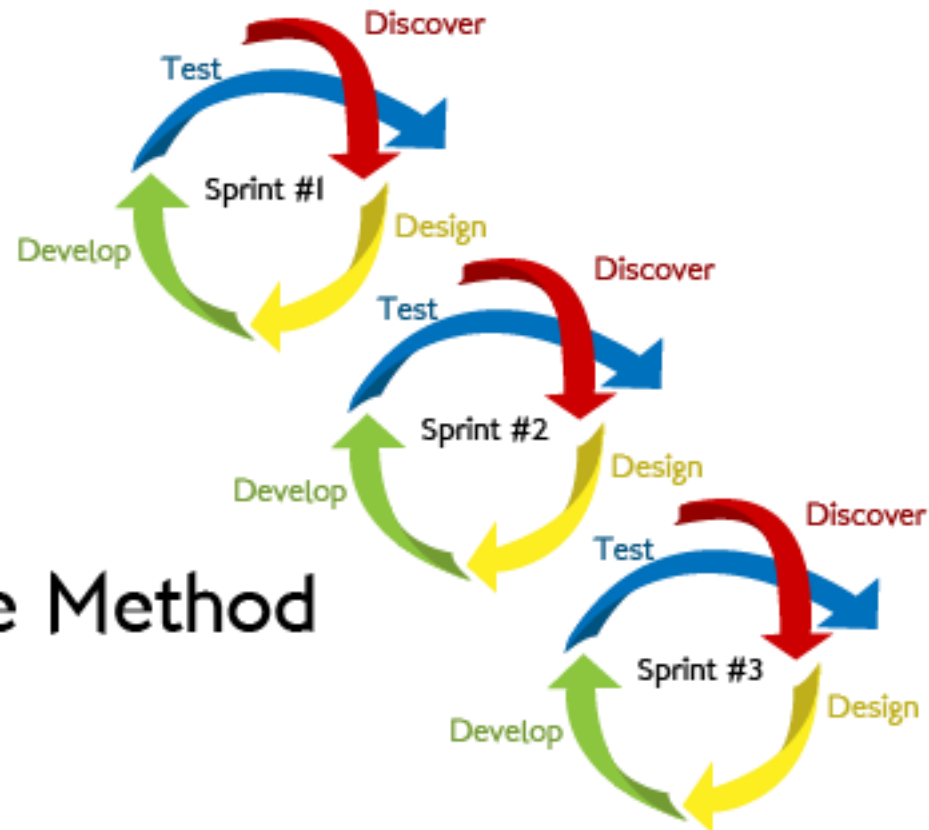 Discover
Test
Sprint #1
Design
Develop
Discover
Test
Sprint #2
Design
Develop
Discover
Test
e Method
Sprint #3
Design
Develop